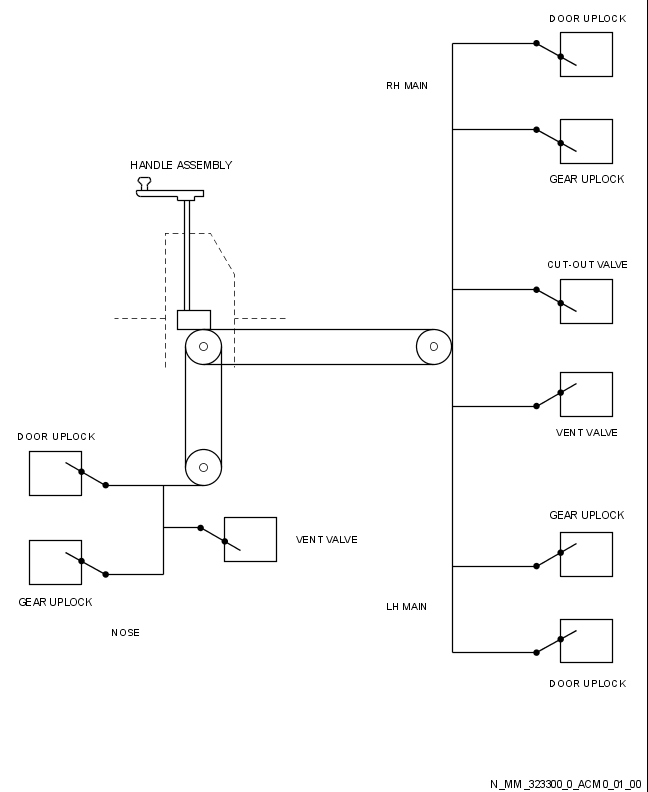 DOOR UPLOCK
RH MAIN
HANDLE ASSEMBLY
GEAR UPLOCK
CUT-OUT VALVE
VENT VALVE
DOOR UPLOCK
GEAR UPLOCK
VENT VALVE
GEAR UPLOCK
LH MAIN
NOSE
DOOR UPLOCK
N_MM_323300_0_ACM0_01_00